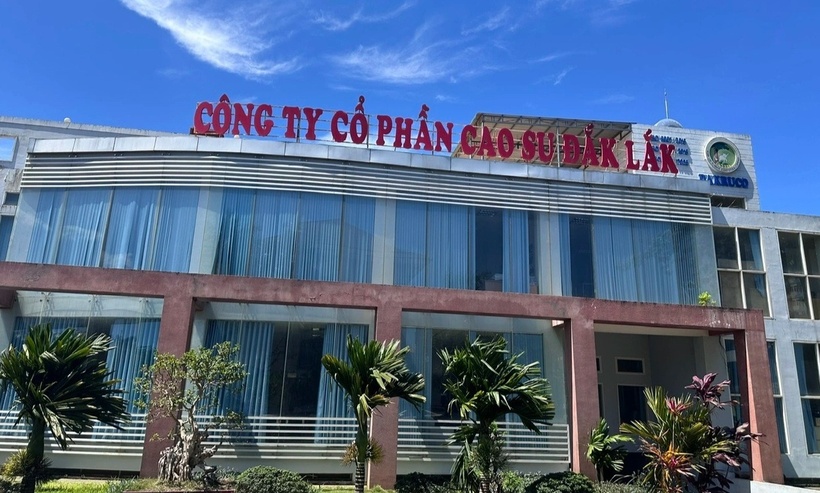 CÔNG TY CỔ PHẦN CAO SU ĐẮK LẮK
DAKRUCO